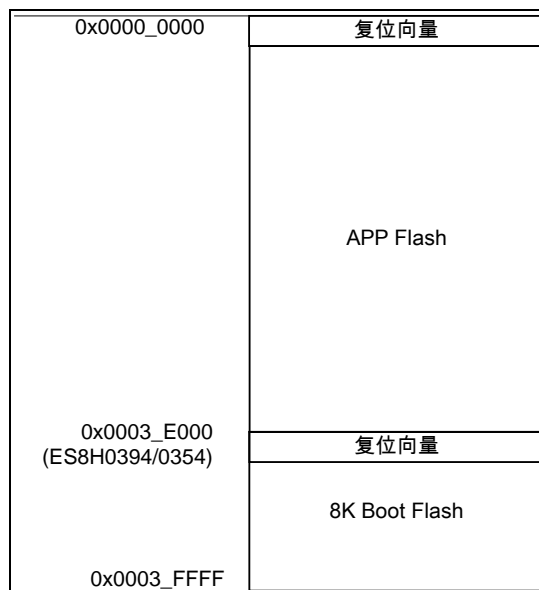 0x0000_0000
复位向量
APP Flash
0x0003_E000
(ES8H0394/0354)
复位向量
8K Boot Flash
0x0003_FFFF